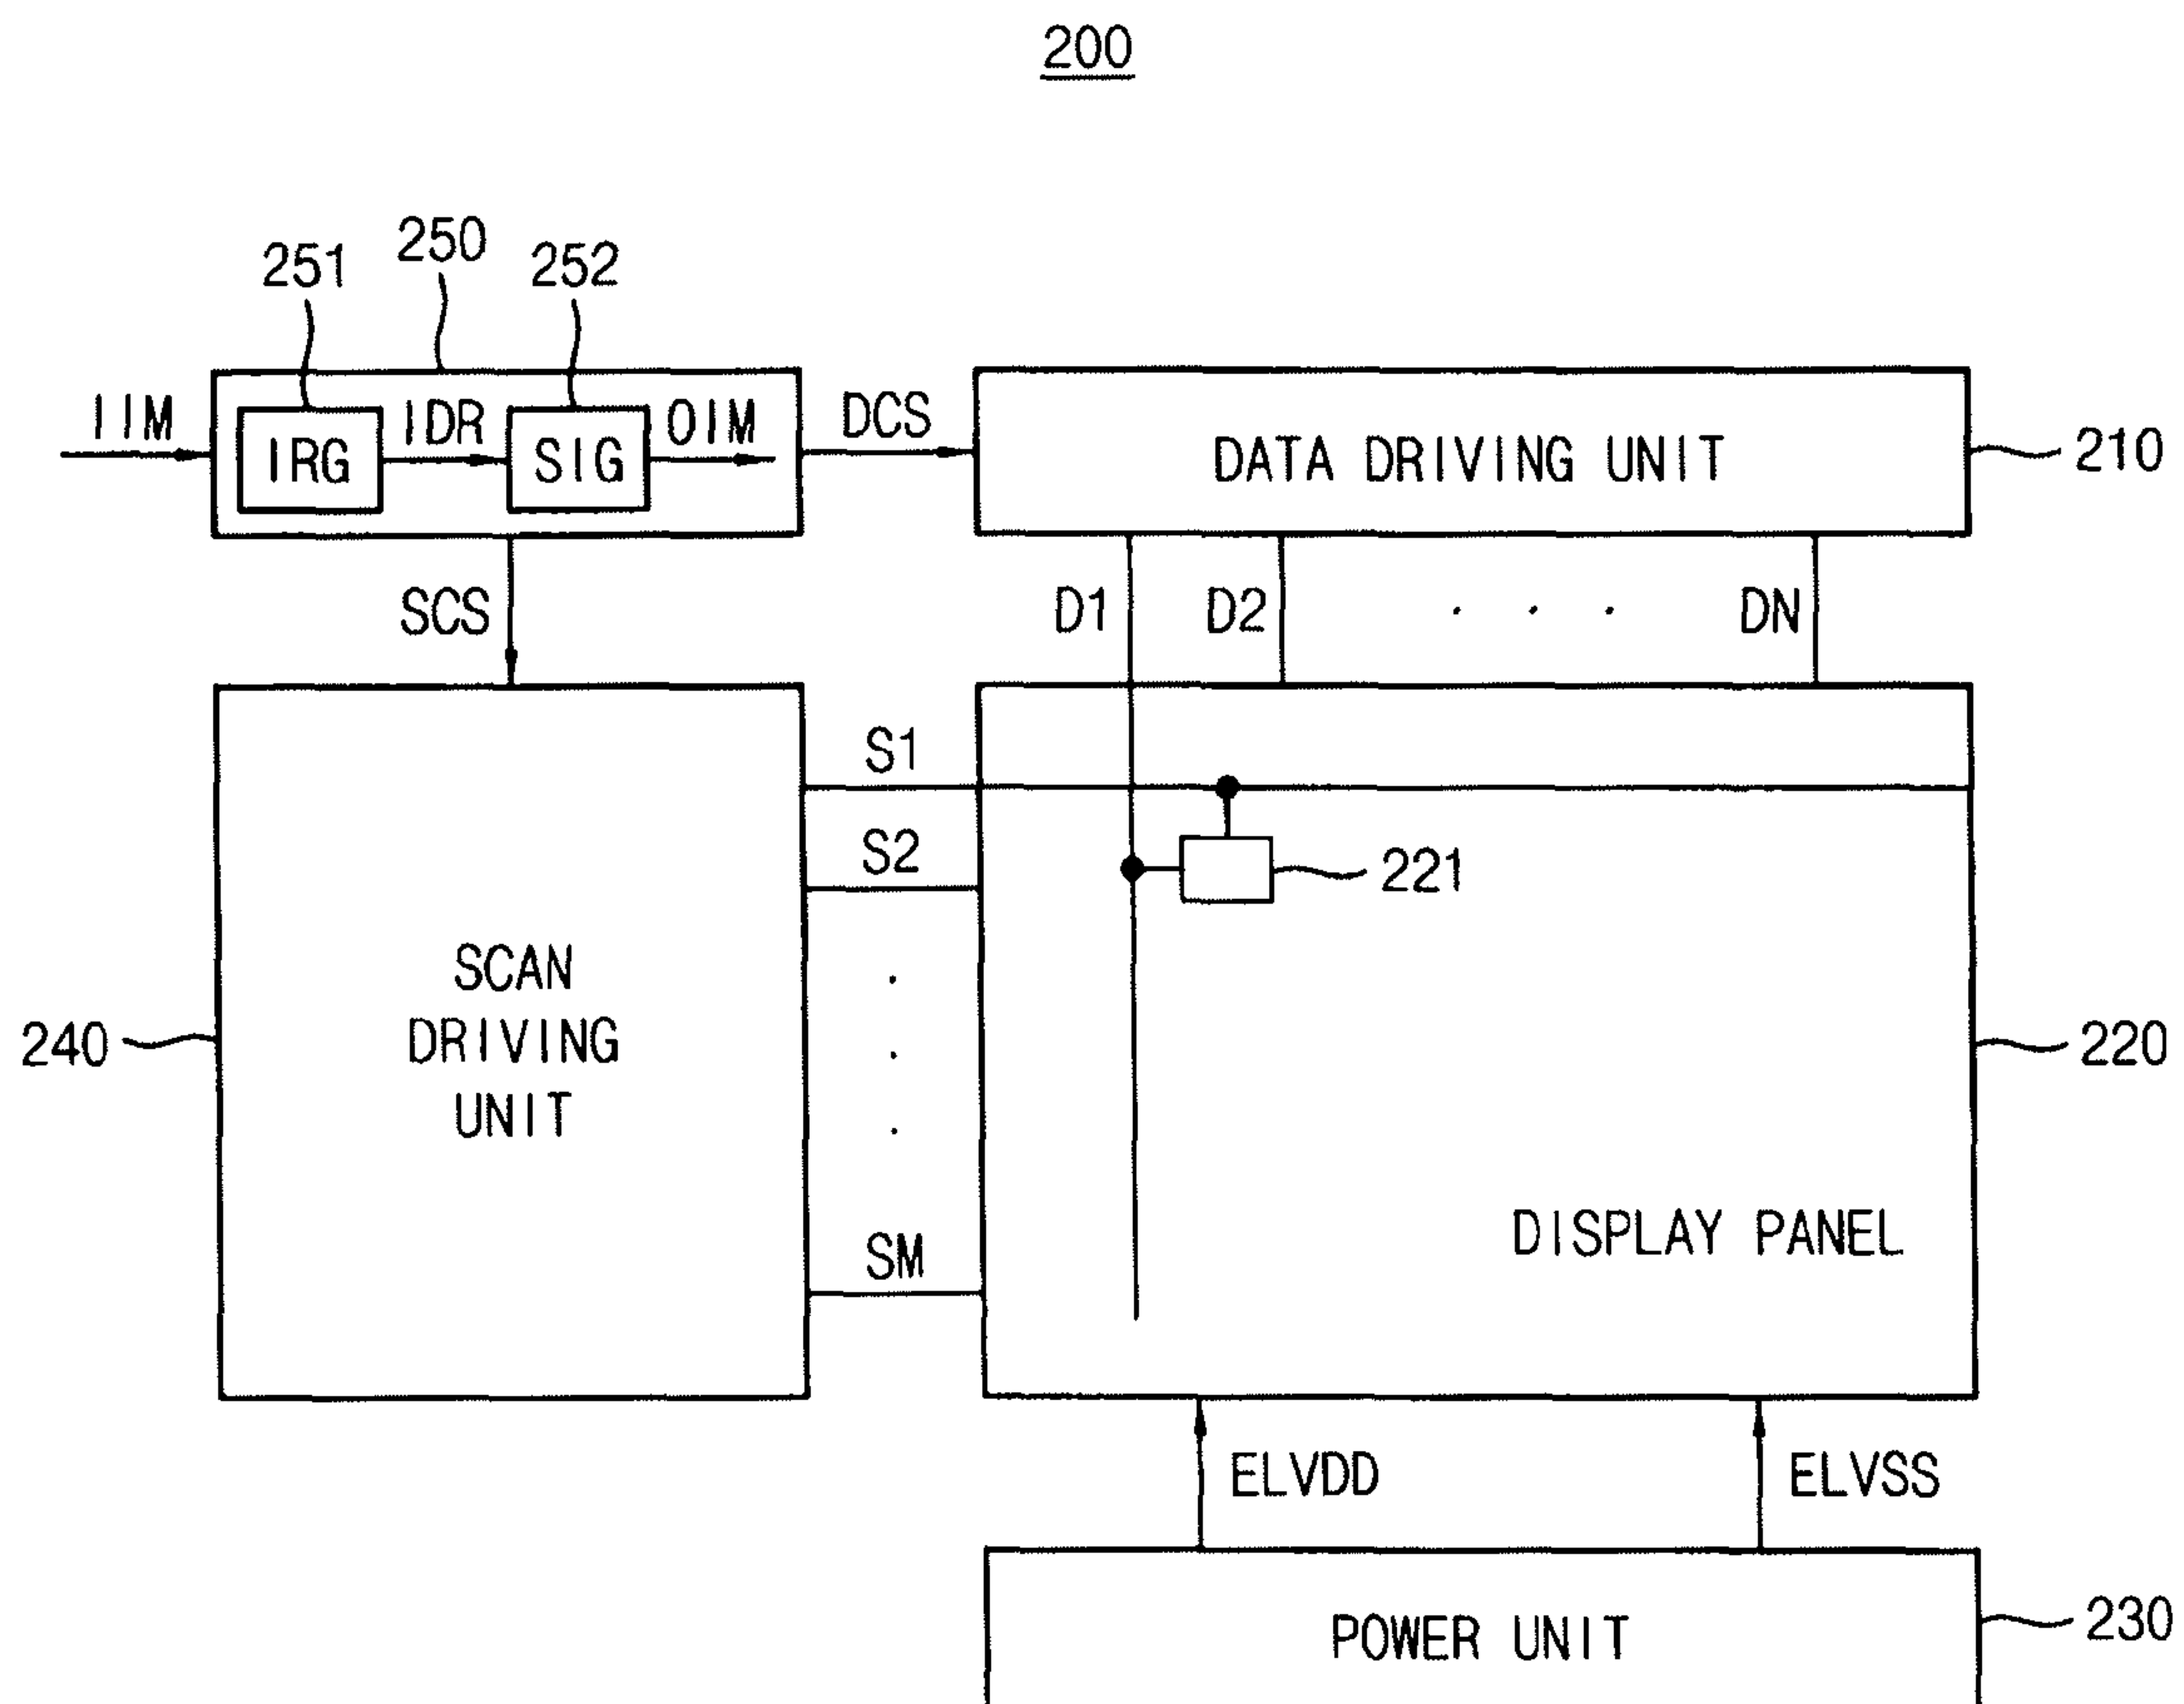 200
251
250
252
IIM
IRG
IDR
SIG
OIM
DCS
DATA DRIVING UNIT
210
SCS
D1
D2
. . .
DN
S1
S2
221
SCAN
DRIVING
UNIT
240
.
.
.
220
SM
DISPLAY PANEL
ELVDD
ELVSS
POWER UNIT
230